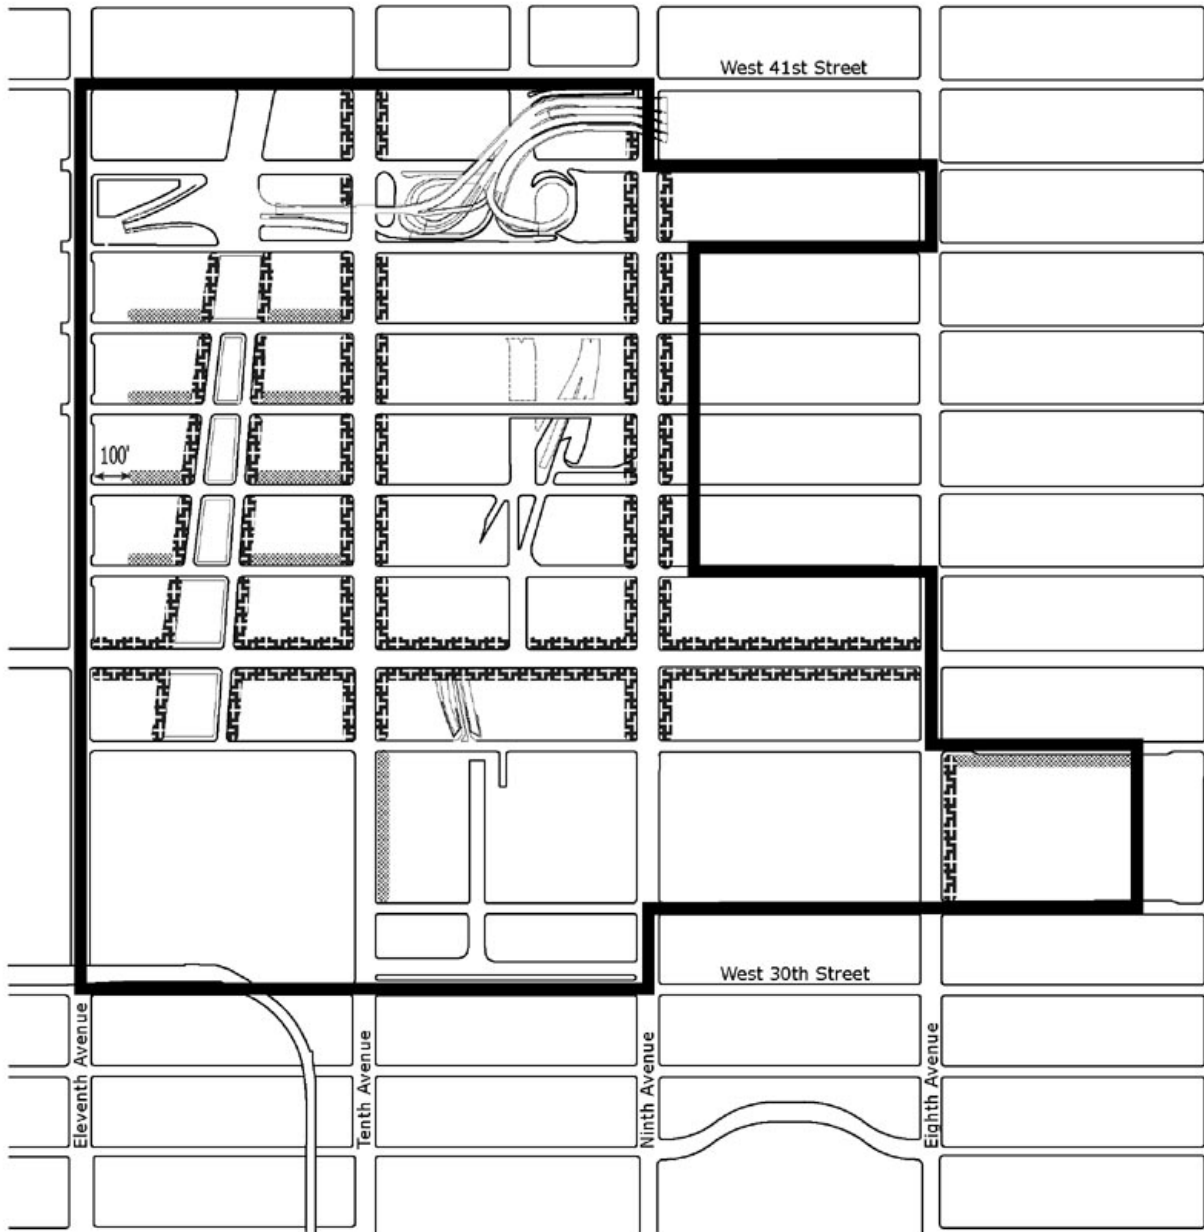 West 41st Street
100'
West 30th Street
Eleventh Avenue
Tenth Avenue
Ninth Avenue
Eighth Avenue